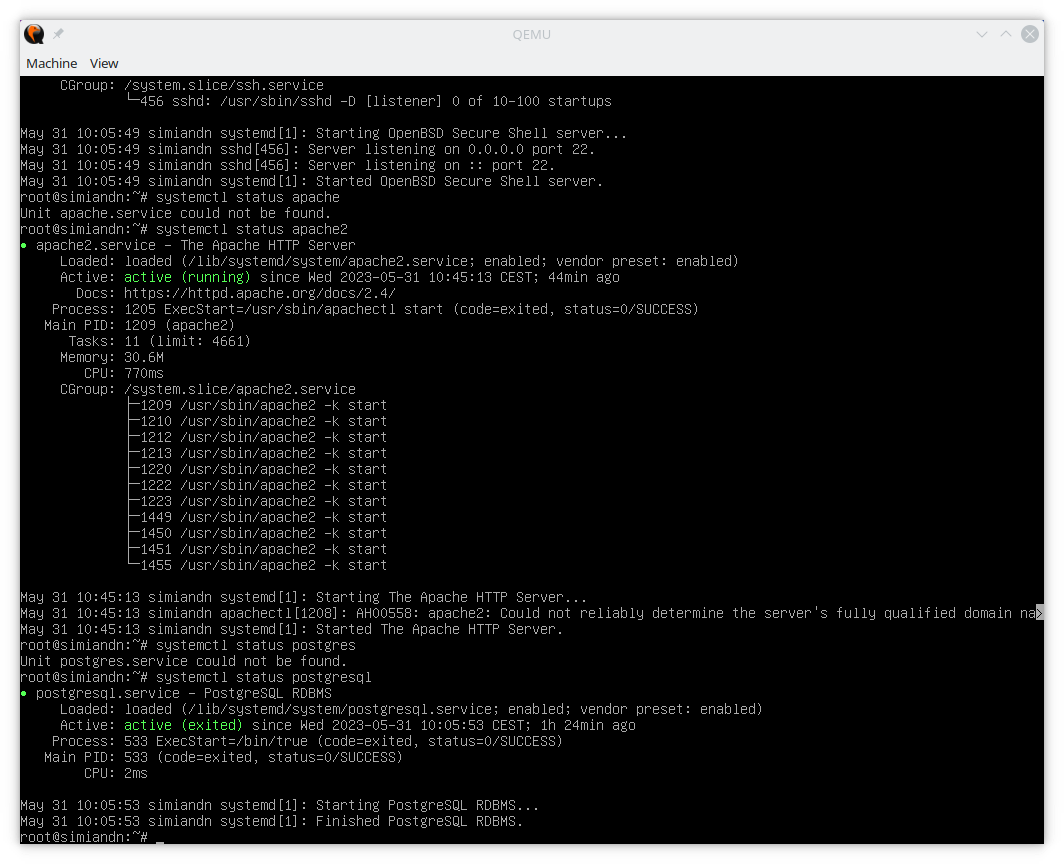 QEMU
Machine View
CGroup: /system.slice/ssh.service
└─456 sshd: /usr/sbin/sshd -D [listener] 0 of 10-100 startups
May 31 10:05:49 simiandn systemd[1]: Starting OpenBSD Secure Shell server...
May 31 10:05:49 simiandn sshd[456]: Server listening on 0.0.0.0 port 22.
May 31 10:05:49 simiandn sshd[456]: Server listening on :: port 22.
May 31 10:05:49 simiandn systemd[1]: Started OpenBSD Secure Shell server.
root@simiandn:~# systemctl status apache
Unit apache.service could not be found.
root@simiandn:~# systemctl status apache2
● apache2.service - The Apache HTTP Server
Loaded: loaded (/lib/systemd/system/apache2.service; enabled; vendor preset: enabled)
Active: active (running) since Wed 2023-05-31 10:45:13 CEST; 44min ago
Docs: https://httpd.apache.org/docs/2.4/
Process: 1205 ExecStart=/usr/sbin/apachectl start (code=exited, status=0/SUCCESS)
Main PID: 1209 (apache2)
Tasks: 11 (limit: 4661)
Memory: 30.6M
CPU: 770ms
CGroup: /system.slice/apache2.service
├─1209 /usr/sbin/apache2 -k start
├─1210 /usr/sbin/apache2 -k start
├─1212 /usr/sbin/apache2 -k start
├─1213 /usr/sbin/apache2 -k start
├─1220 /usr/sbin/apache2 -k start
├─1222 /usr/sbin/apache2 -k start
├─1223 /usr/sbin/apache2 -k start
├─1449 /usr/sbin/apache2 -k start
├─1450 /usr/sbin/apache2 -k start
├─1451 /usr/sbin/apache2 -k start
└─1455 /usr/sbin/apache2 -k start
May 31 10:45:13 simiandn systemd[1]: Starting The Apache HTTP Server...
May 31 10:45:13 simiandn apachectl[1208]: AH00558: apache2: Could not reliably determine the server's fully qualified domain na>
May 31 10:45:13 simiandn systemd[1]: Started The Apache HTTP Server.
root@simiandn:~# systemctl status postgres
Unit postgres.service could not be found.
root@simiandn:~# systemctl status postgresql
● postgresql.service - PostgreSQL RDBMS
Loaded: loaded (/lib/systemd/system/postgresql.service; enabled; vendor preset: enabled)
Active: active (exited) since Wed 2023-05-31 10:05:53 CEST; 1h 24min ago
Process: 533 ExecStart=/bin/true (code=exited, status=0/SUCCESS)
Main PID: 533 (code=exited, status=0/SUCCESS)
CPU: 2ms
May 31 10:05:53 simiandn systemd[1]: Starting PostgreSQL RDBMS...
May 31 10:05:53 simiandn systemd[1]: Finished PostgreSQL RDBMS.
root@simiandn:~# _